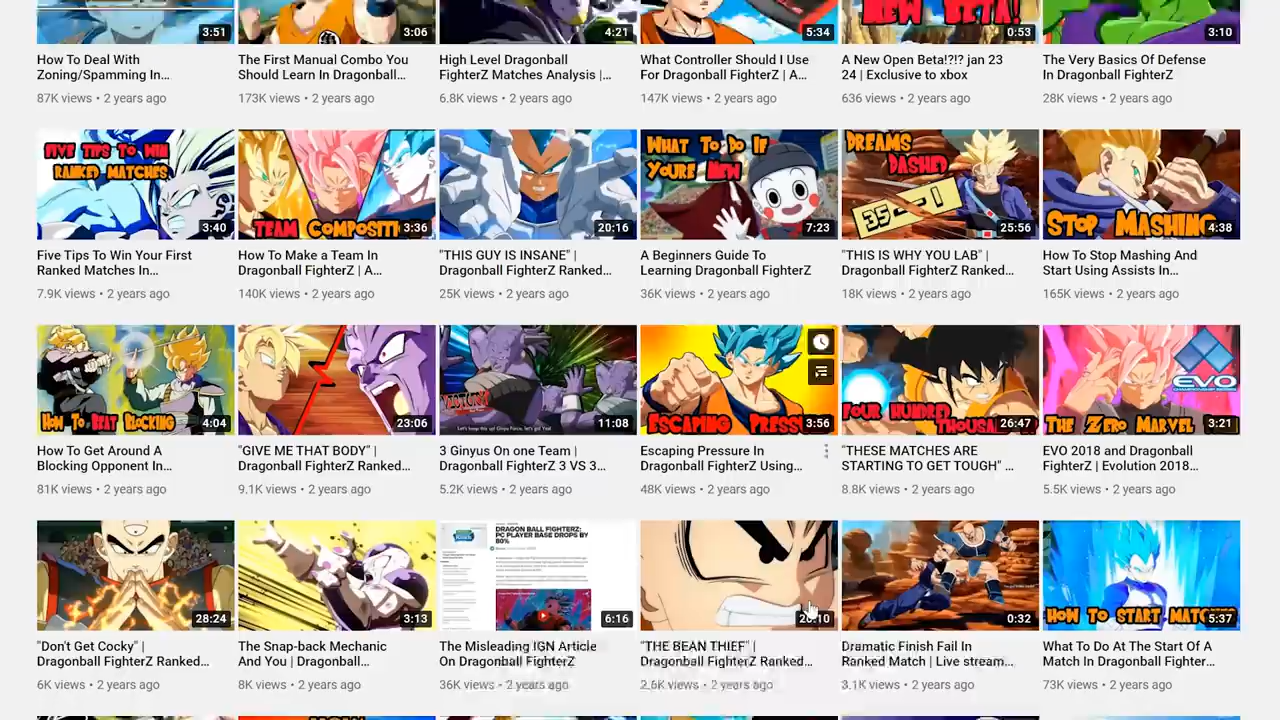 NEW BETA!
3:51
3:06
4:21
5:34
0:53
3:10
How To Deal With
Zoning/Spamming In...
87K views • 2 years ago
The First Manual Combo You
Should Learn In Dragonball...
173K views • 2 years ago
High Level Dragonball
FighterZ Matches Analysis |...
6.8K views • 2 years ago
What Controller Should I Use
For Dragonball FighterZ | A...
147K views • 2 years ago
A New Open Beta!?!? jan 23
24 | Exclusive to xbox
636 views • 2 years ago
The Very Basics Of Defense
In Dragonball FighterZ
28K views • 2 years ago
FIVE TIPS TO WIN
RANKED MATCHES
3:40
TEAM COMPOSITI
3:36
20:16
WHAT TO DO IF
YOURE NEW
7:23
DREAMS
DASHED
35-1
25:56
STOP MASHING
4:38
Five Tips To Win Your First
Ranked Matches In...
7.9K views • 2 years ago
How To Make a Team In
Dragonball FighterZ | A...
140K views • 2 years ago
"THIS GUY IS INSANE" |
Dragonball FighterZ Ranked...
25K views • 2 years ago
A Beginners Guide To
Learning Dragonball FighterZ
36K views • 2 years ago
"THIS IS WHY YOU LAB" |
Dragonball FighterZ Ranked...
18K views • 2 years ago
How To Stop Mashing And
Start Using Assists In...
165K views • 2 years ago
HOW TO BEAT BLOCKING
4:04
23:06
Let's keep this up! Ginyu Force, let's go! Yea!
11:08
ESCAPING PRESS
3:56
FOUR HUNDRED
THOUSA
26:47
EVO
THE ZERO MARVEL
3:21
How To Get Around A
Blocking Opponent In...
81K views • 2 years ago
"GIVE ME THAT BODY" |
Dragonball FighterZ Ranked...
9.1K views • 2 years ago
3 Ginyus On one Team |
Dragonball FighterZ 3 VS 3...
5.2K views • 2 years ago
Escaping Pressure In
Dragonball FighterZ Using...
48K views • 2 years ago
"THESE MATCHES ARE
STARTING TO GET TOUGH" ...
8.8K views • 2 years ago
EVO 2018 and Dragonball
FighterZ | Evolution 2018...
5.5K views • 2 years ago
28:24
3:13
DRAGON BALL FIGHTERZ:
PC PLAYER BASE DROPS BY
80%
6:16
20:10
0:32
HOW TO START MATC
5:37
"Don't Get Cocky" |
Dragonball FighterZ Ranked...
6K views • 2 years ago
The Snap-back Mechanic
And You | Dragonball...
8K views • 2 years ago
The Misleading IGN Article
On Dragonball FighterZ
36K views • 2 years ago
"THE BEAN THIEF" |
Dragonball FighterZ Ranked...
2.6K views • 2 years ago
Dramatic Finish Fail In
Ranked Match | Live stream...
3.1K views • 2 years ago
What To Do At The Start Of A
Match In Dragonball Fighter...
73K views • 2 years ago